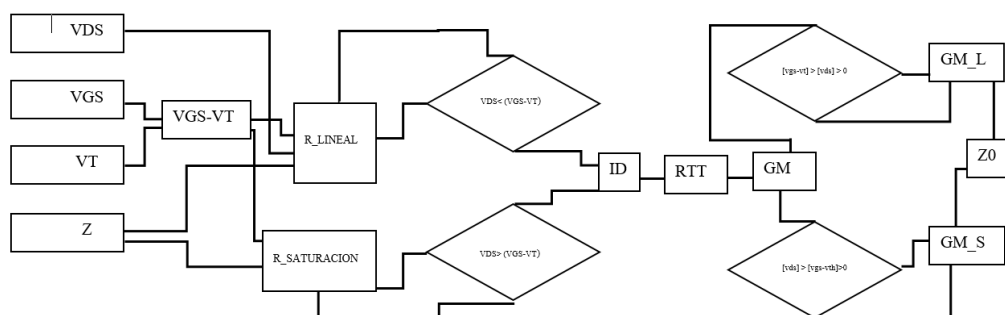 VDS
VGS
VT
Z
VGS-VT
R_LINEAL
R_SATURACION
VDS< (VGS-VT)
VDS> (VGS-VT)
ID
RTT
GM
[vgs-vt] > [vds] > 0
[vds] > [vgs-vth]>0
GM_L
Z0
GM_S